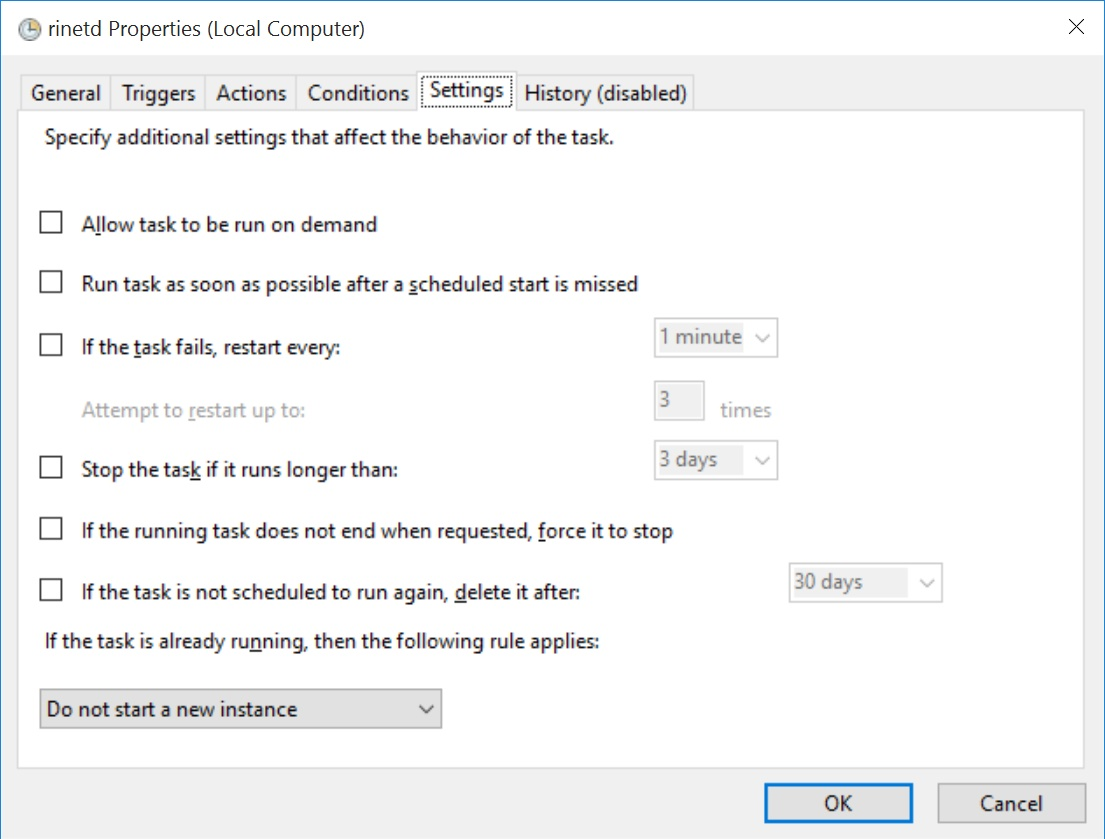 rinetd Properties (Local Computer)
General Triggers Actions Conditions Settings History (disabled)
Specify additional settings that affect the behavior of the task.
Allow task to be run on demand
Run task as soon as possible after a scheduled start is missed
If the task fails, restart every: 1 minute
Attempt to restart up to: 3 times
Stop the task if it runs longer than: 3 days
If the running task does not end when requested, force it to stop
If the task is not scheduled to run again, delete it after: 30 days
If the task is already running, then the following rule applies:
Do not start a new instance
OK Cancel